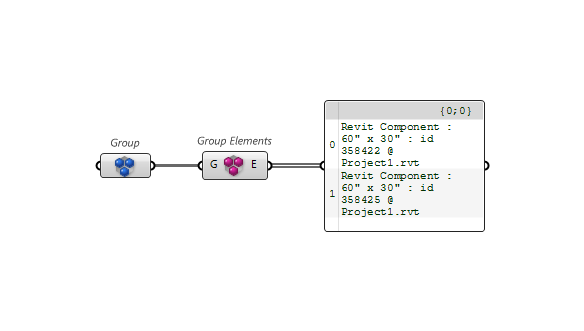 Group
Group Elements
G E
{0;0}
0
Revit Component :
60" x 30" : id
358422 @
Project1.rvt
1
Revit Component :
60" x 30" : id
358425 @
Project1.rvt